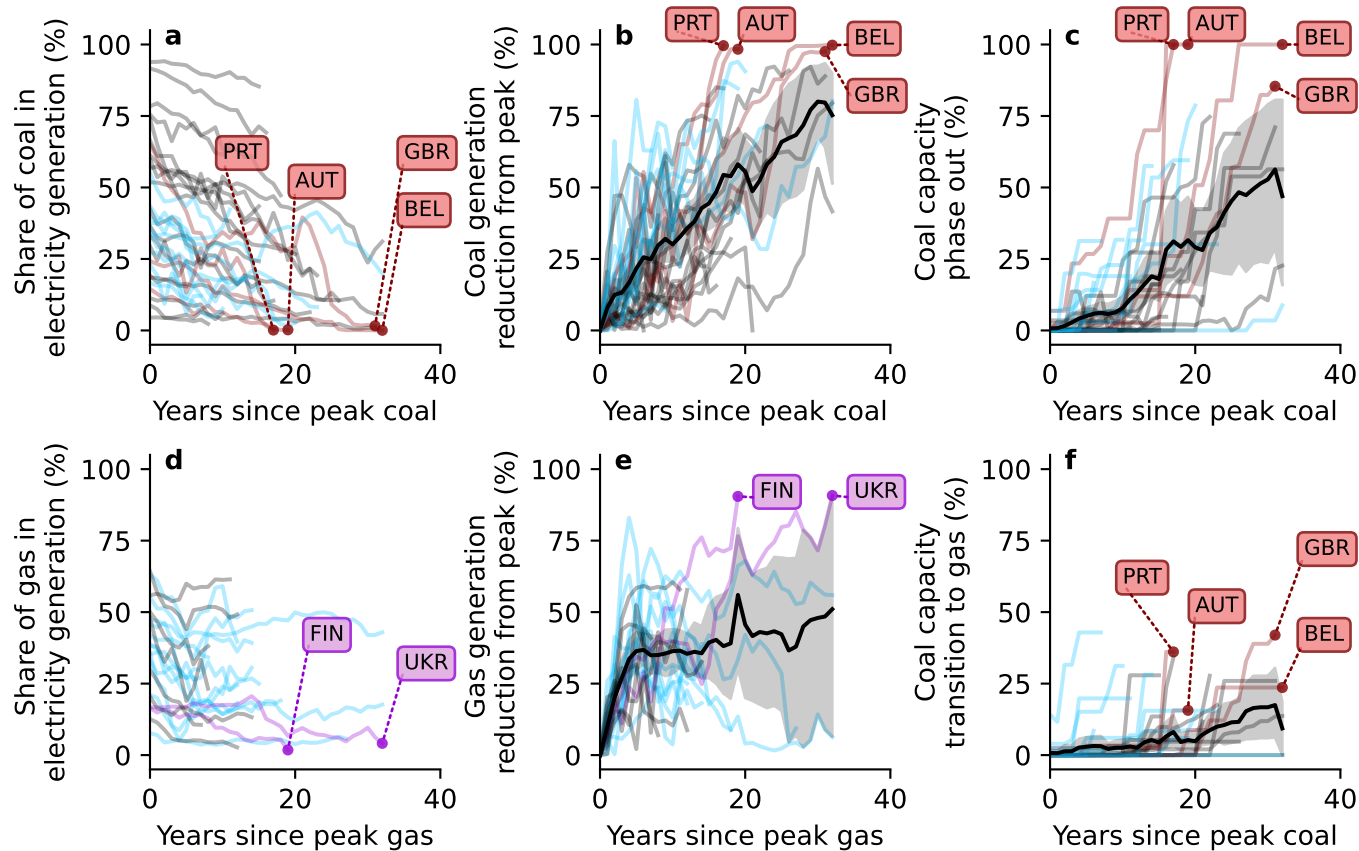 a
Share of coal in
electricity generation (%)
100
75
50
25
0
PRT
AUT
GBR
BEL
0
20
40
Years since peak coal
b
Coal generation
reduction from peak (%)
100
75
50
25
0
PRT
AUT
BEL
GBR
0
20
40
Years since peak coal
c
Coal capacity
phase out (%)
100
75
50
25
0
PRT
AUT
BEL
GBR
0
20
40
Years since peak coal
d
Share of gas in
electricity generation (%)
100
75
50
25
0
FIN
UKR
0
20
40
Years since peak gas
e
Gas generation
reduction from peak (%)
100
75
50
25
0
FIN
UKR
0
20
40
Years since peak gas
f
Coal capacity
transition to gas (%)
100
75
50
25
0
PRT
AUT
GBR
BEL
0
20
40
Years since peak coal